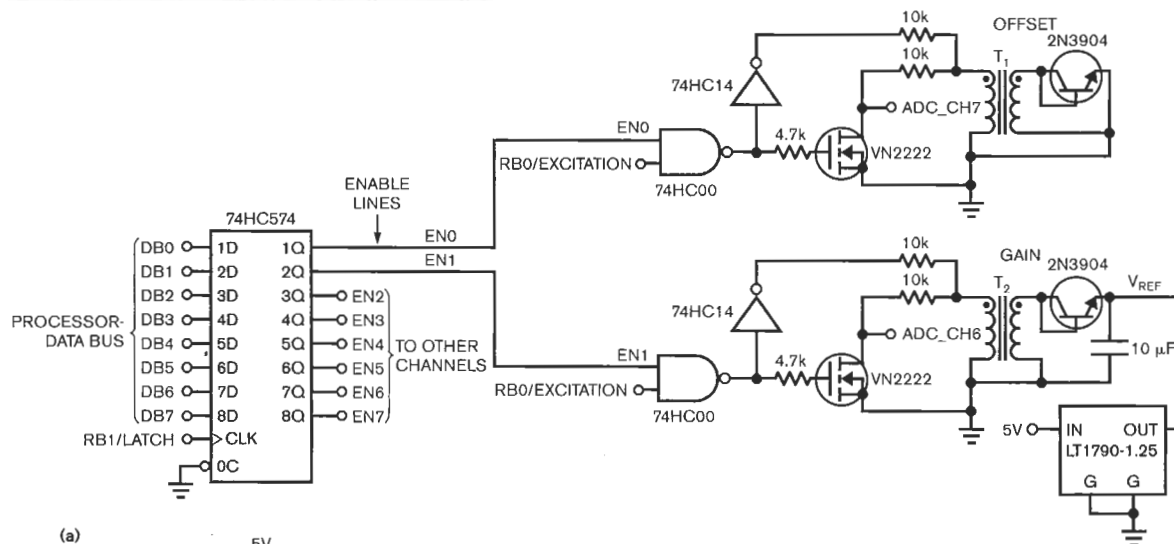 10k
OFFSET
10k
T1
2N3904
74HC14
ADC_CH7
EN0
4.7k
VN2222
RB0/EXCITATION
74HC00
ENABLE
LINES
74HC574
DB0 1D 1Q EN0
DB1 2D 2Q EN1
DB2 3D 3Q EN2
DB3 4D 4Q EN3
DB4 5D 5Q EN4
DB5 6D 6Q EN5
DB6 7D 7Q EN6
DB7 8D 8Q EN7
PROCESSOR-
DATA BUS
TO OTHER
CHANNELS
RB1/LATCH CLK
0C
10k
GAIN
10k
T2
2N3904
VREF
74HC14
ADC_CH6
10 µF
EN1
4.7k
VN2222
RB0/EXCITATION
74HC00
5V IN OUT
LT1790-1.25
G G
(a)
5V